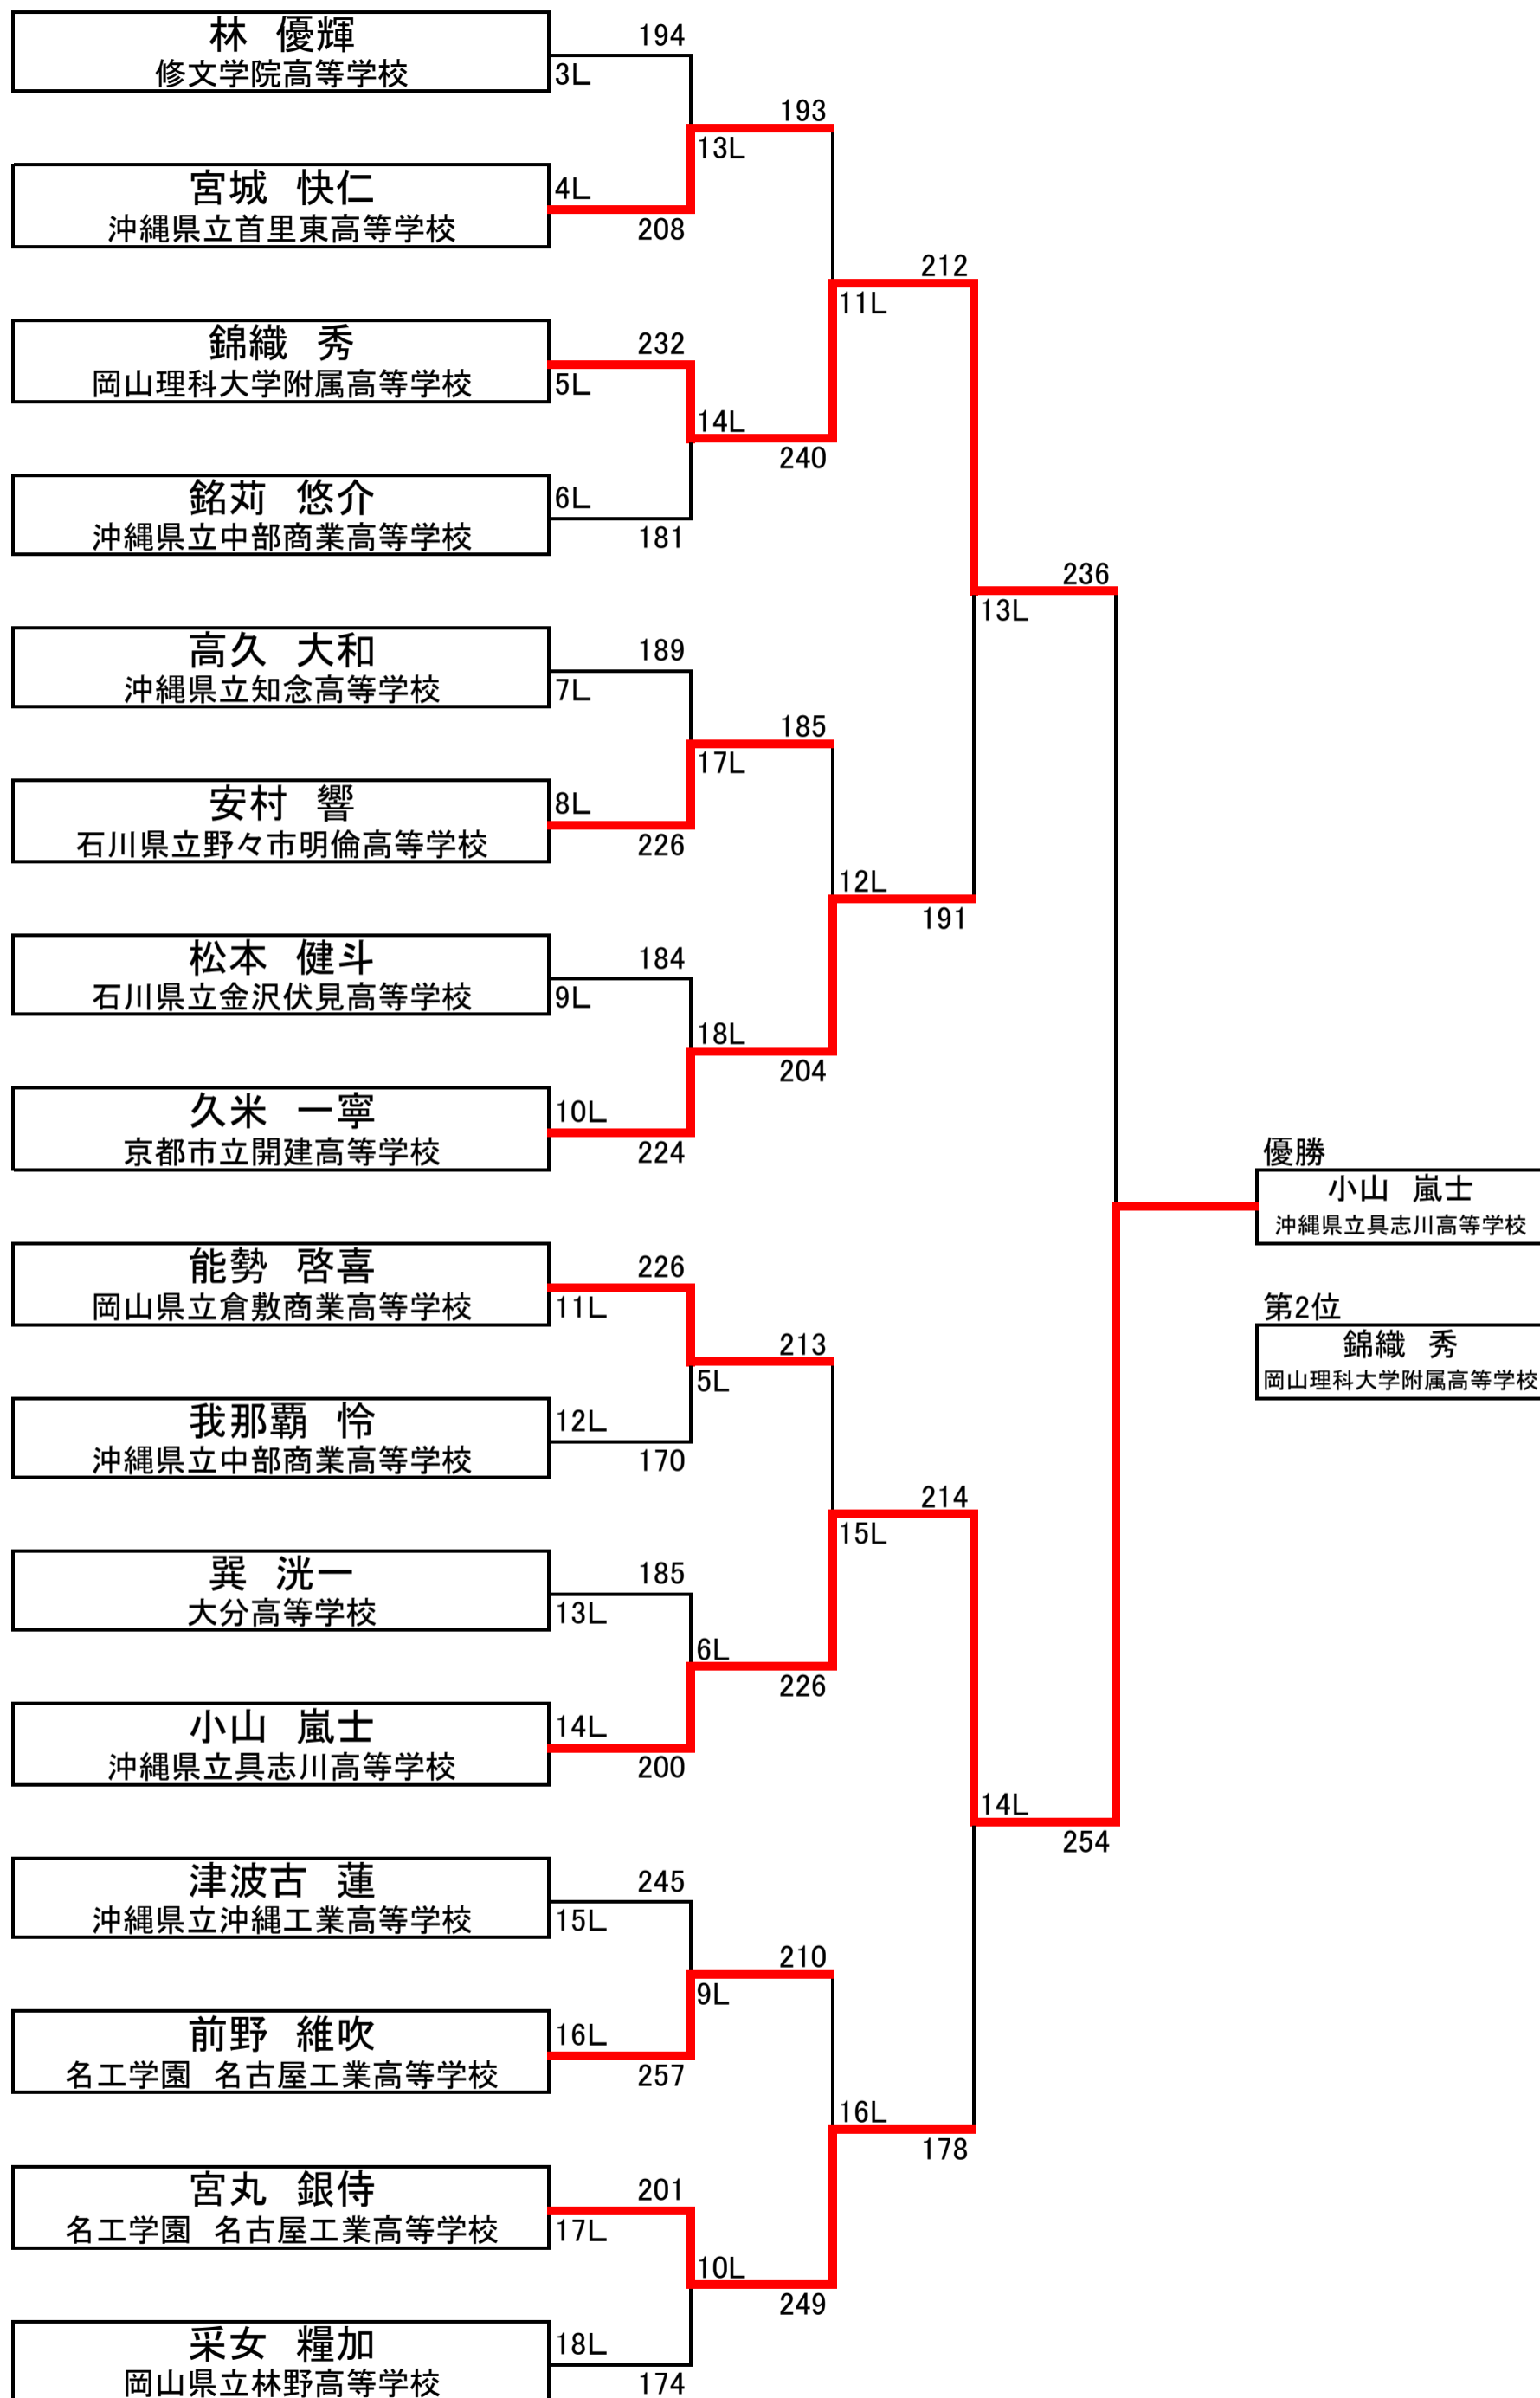 林　優輝
修文学院高等学校
194
3L
193
13L
宮城　快仁
沖縄県立首里東高等学校
4L
208
212
11L
錦織　秀
岡山理科大学附属高等学校
232
5L
14L
240
銘苅　悠介
沖縄県立中部商業高等学校
6L
181
236
13L
高久　大和
沖縄県立知念高等学校
189
7L
185
17L
安村　響
石川県立野々市明倫高等学校
8L
226
12L
191
松本　健斗
石川県立金沢伏見高等学校
184
9L
18L
204
久米　一寧
京都市立開建高等学校
10L
224
優勝
小山　嵐士
沖縄県立具志川高等学校
能勢　啓喜
岡山県立倉敷商業高等学校
226
11L
213
5L
第2位
錦織　秀
岡山理科大学附属高等学校
我那覇　怜
沖縄県立中部商業高等学校
12L
170
214
15L
巽　洸一
大分高等学校
185
13L
6L
226
小山　嵐士
沖縄県立具志川高等学校
14L
200
14L
254
津波古　蓮
沖縄県立沖縄工業高等学校
245
15L
210
9L
前野　維吹
名工学園　名古屋工業高等学校
16L
257
16L
178
宮丸　銀侍
名工学園　名古屋工業高等学校
201
17L
10L
249
采女　糧加
岡山県立林野高等学校
18L
174